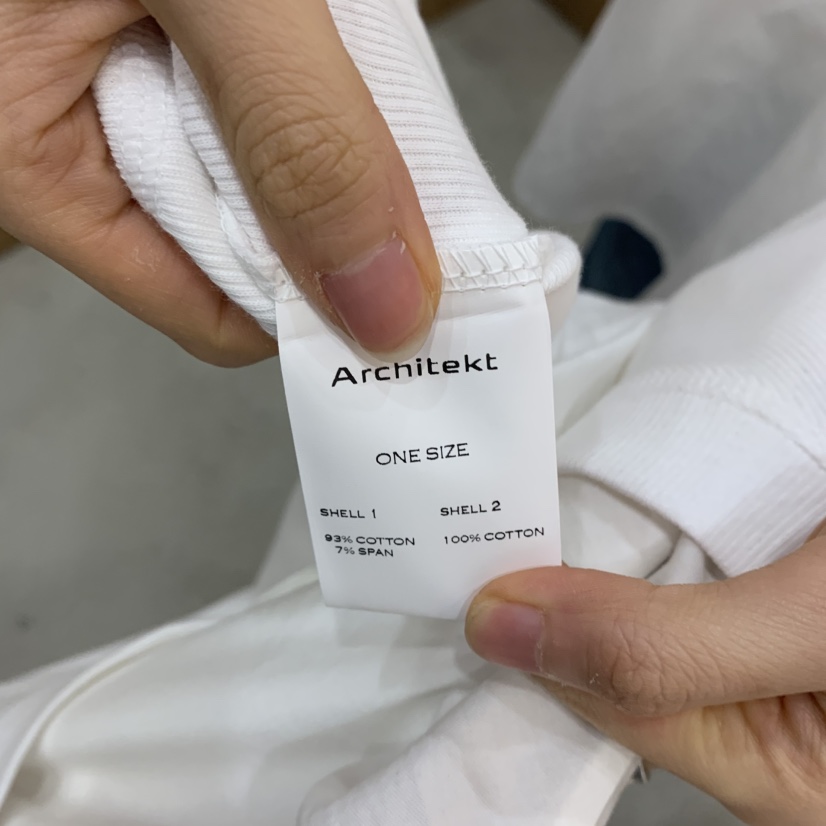 Architekt
ONE SIZE
SHELL 1
93% COTTON
7% SPAN
SHELL 2
100% COTTON